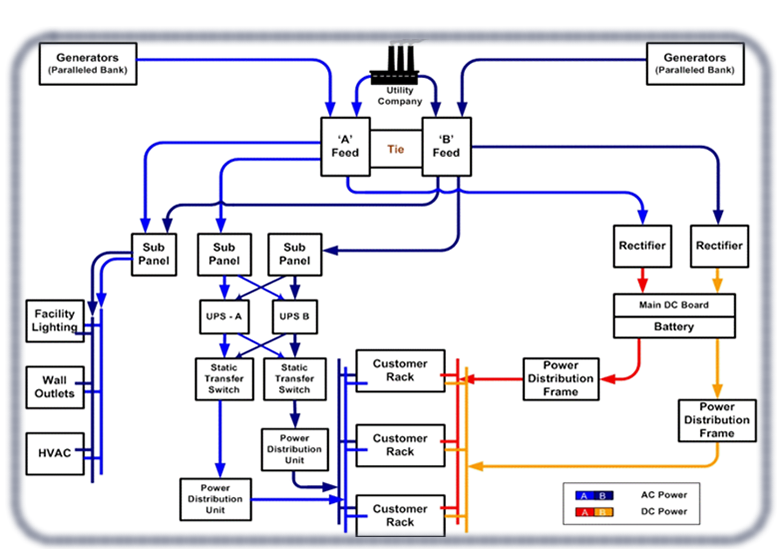 Generators
(Paralleled Bank)
Utility
Company
Generators
(Paralleled Bank)
‘A’
Feed
Tie
‘B’
Feed
Sub
Panel
Sub
Panel
Sub
Panel
Rectifier
Rectifier
Facility
Lighting
UPS - A
UPS B
Main DC Board
Battery
Wall
Outlets
Static
Transfer
Switch
Static
Transfer
Switch
Customer
Rack
Power
Distribution
Frame
Power
Distribution
Frame
HVAC
Power
Distribution
Unit
Customer
Rack
Power
Distribution
Unit
Customer
Rack
A B AC Power
A B DC Power